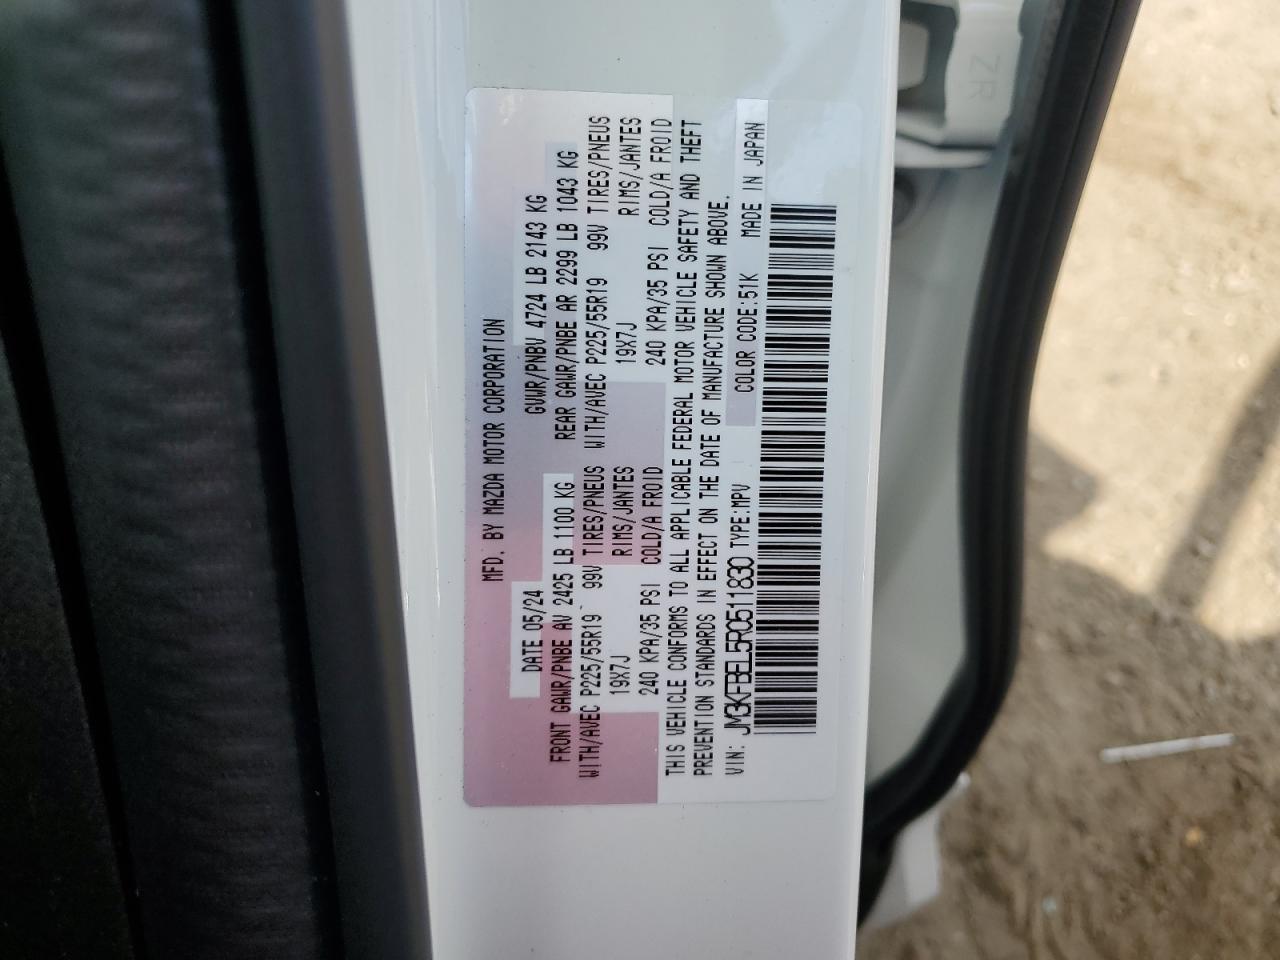 MFD. BY MAZDA MOTOR CORPORATION
DATE 05/24 GVWR/PNBV 4724 LB 2143 KG
FRONT GAWR/PNBE AV 2425 LB 1100 KG REAR GAWR/PNBE AR 2299 LB 1043 KG
WITH/AVEC P225/55R19 99V TIRES/PNEUS WITH/AVEC P225/55R19 99V TIRES/PNEUS
19X7J RIMS/JANTES 19X7J RIMS/JANTES
240 KPA/35 PSI COLD/A FROID 240 KPA/35 PSI COLD/A FROID
THIS VEHICLE CONFORMS TO ALL APPLICABLE FEDERAL MOTOR VEHICLE SAFETY AND THEFT
PREVENTION STANDARDS IN EFFECT ON THE DATE OF MANUFACTURE SHOWN ABOVE.
VIN: JM3KFBEL5R0511830 TYPE:MPV COLOR CODE:51K MADE IN JAPAN
ZR